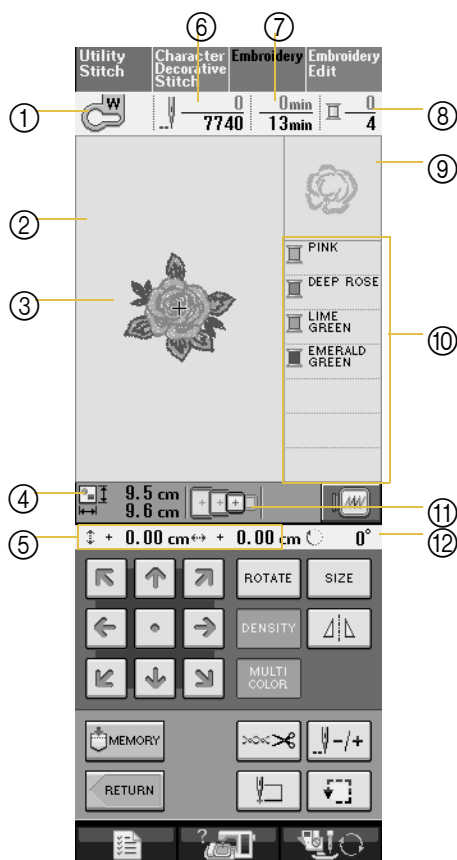 ⑥ ⑦
Utility Stitch Character Decorative Stitch Embroidery Embroidery Edit
① W 0 0 min 0 ⑧
7740 13min 4
⑨
②
PINK
③ DEEP ROSE
LIME
GREEN
⑩
EMERALD
GREEN
④ 9.5 cm
9.6 cm ⑪
⑤ + 0.00 cm + 0.00 cm 0° ⑫
ROTATE SIZE
DENSITY
MULTI
COLOR
MEMORY -/+
RETURN
?